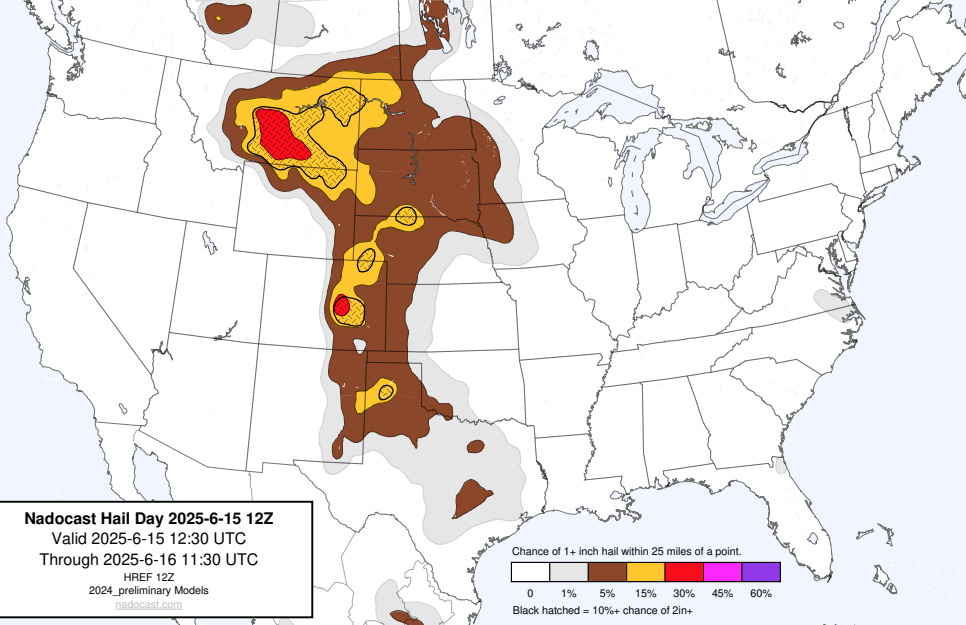 Nadocast Hail Day 2025-6-15 12Z
Valid 2025-6-15 12:30 UTC
Through 2025-6-16 11:30 UTC
HREF 12Z
2024_preliminary Models
nadocast.com
Chance of 1+ inch hail within 25 miles of a point.
0 1% 5% 15% 30% 45% 60%
Black hatched = 10%+ chance of 2in+